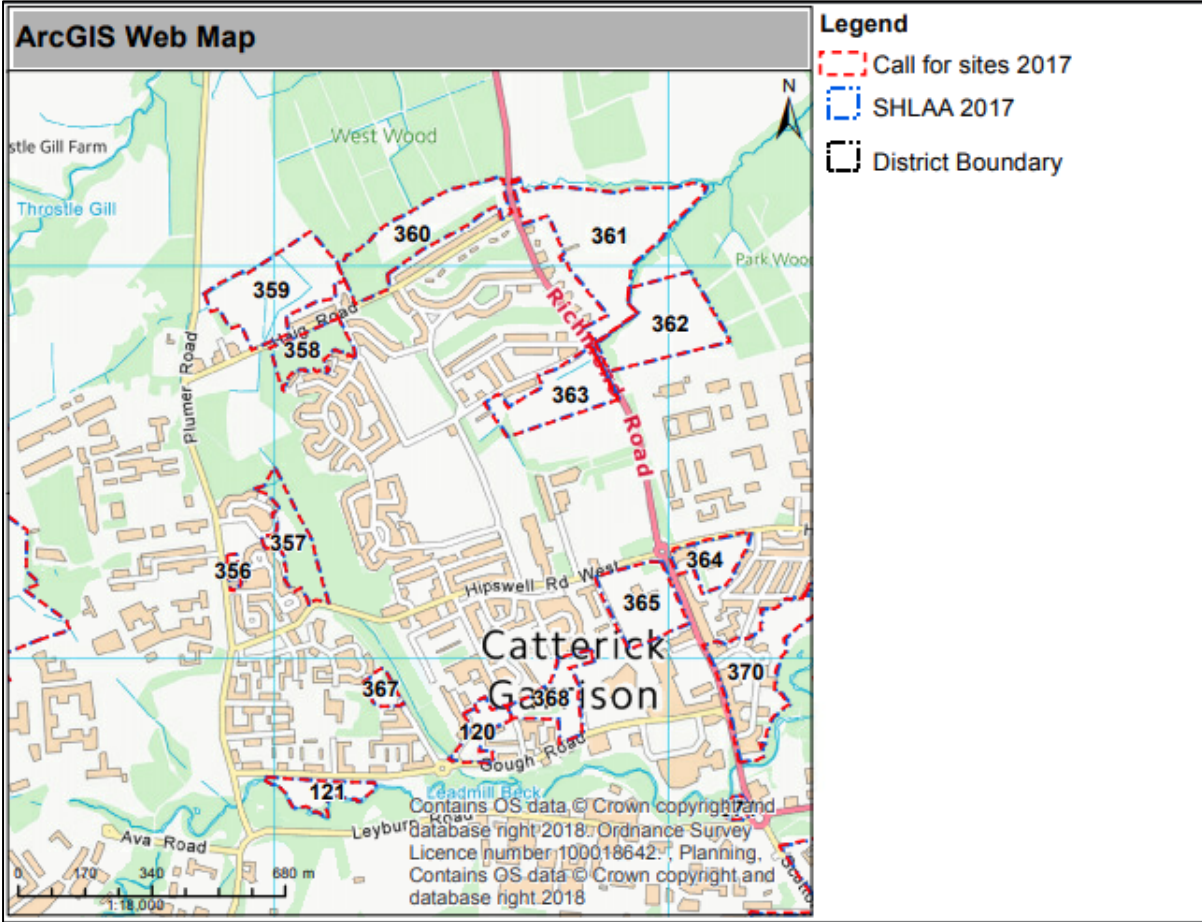 ArcGIS Web Map
Legend
Call for sites 2017
SHLAA 2017
District Boundary
N
West Wood
stle Gill Farm
Throstle Gill
360
361
Park Wood
359
Haig Road
Richmond Road
362
358
Plumer Road
363
357
356
364
H
Hipswell Rd West
365
Catterick
Garrison
370
367
368
120
Gough Road
121
Leadmill Beck
Leyburn Road
Ava Road
Scotto
Contains OS data © Crown copyright and
database right 2018. Ordnance Survey
Licence number 100018642. , Planning,
Contains OS data © Crown copyright and
database right 2018
0 170 340 680 m
1:18,000